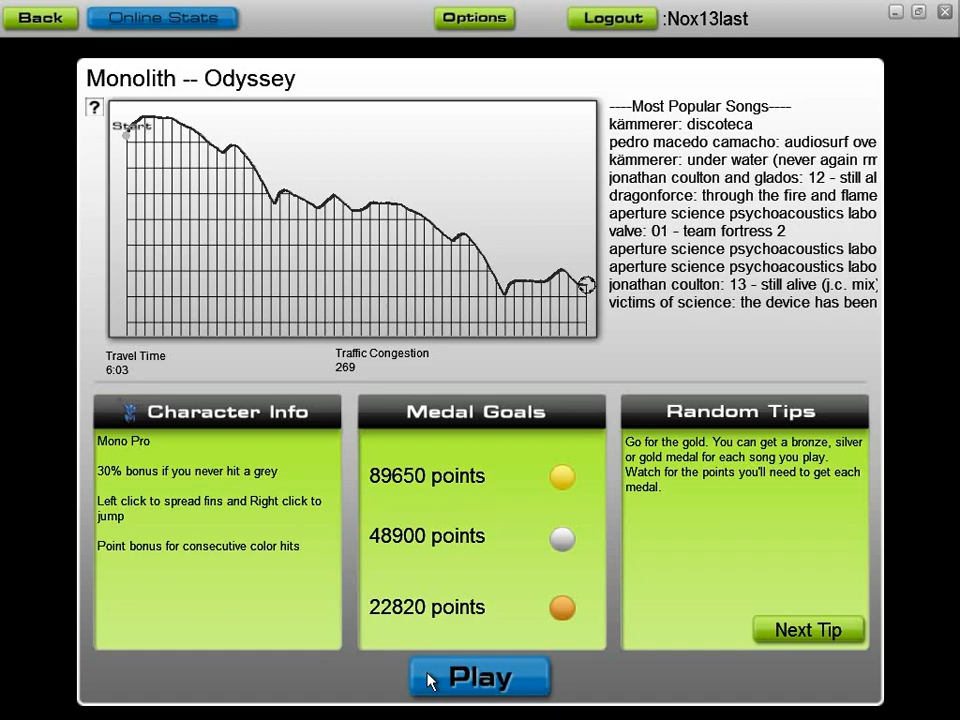 Back
Online Stats
Options
Logout
:Nox13last
Monolith -- Odyssey
?
Start
----Most Popular Songs----
kämmerer: discoteca
pedro macedo camacho: audiosurf ove
kämmerer: under water (never again rm
jonathan coulton and glados: 12 - still al
dragonforce: through the fire and flame
aperture science psychoacoustics labo
valve: 01 - team fortress 2
aperture science psychoacoustics labo
aperture science psychoacoustics labo
jonathan coulton: 13 - still alive (j.c. mix)
victims of science: the device has been
Travel Time
6:03
Traffic Congestion
269
Character Info
Mono Pro
30% bonus if you never hit a grey
Left click to spread fins and Right click to
jump
Point bonus for consecutive color hits
Medal Goals
89650 points
48900 points
22820 points
Random Tips
Go for the gold. You can get a bronze, silver
or gold medal for each song you play.
Watch for the points you'll need to get each
medal.
Next Tip
Play